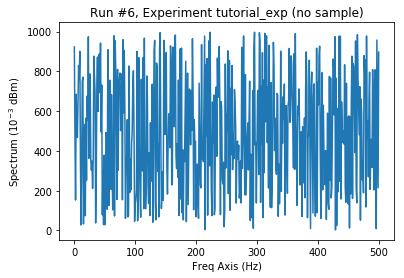 Run #6, Experiment tutorial_exp (no sample)
1000
800
600
400
200
0
Spectrum (10⁻³ dBm)
0 100 200 300 400 500
Freq Axis (Hz)